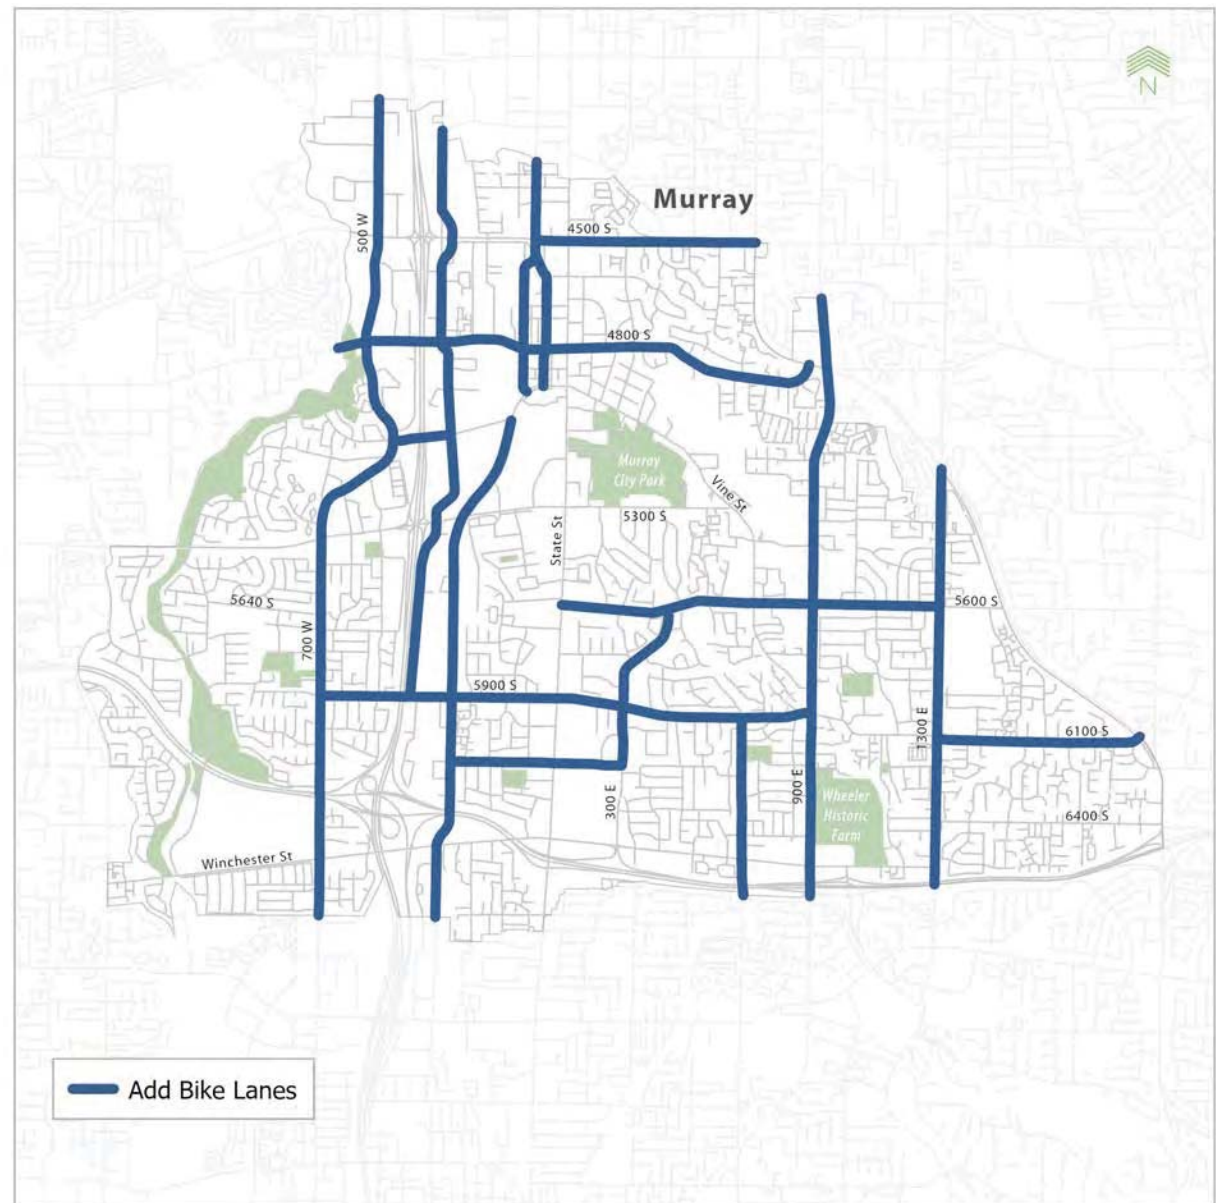 N
Murray
500 W
4500 S
4800 S
Murray
City Park
Vine St
5300 S
State St
5640 S
5600 S
700 W
5900 S
1300 E
6100 S
900 E
300 E
Wheeler
Historic
Farm
6400 S
Winchester St
Add Bike Lanes